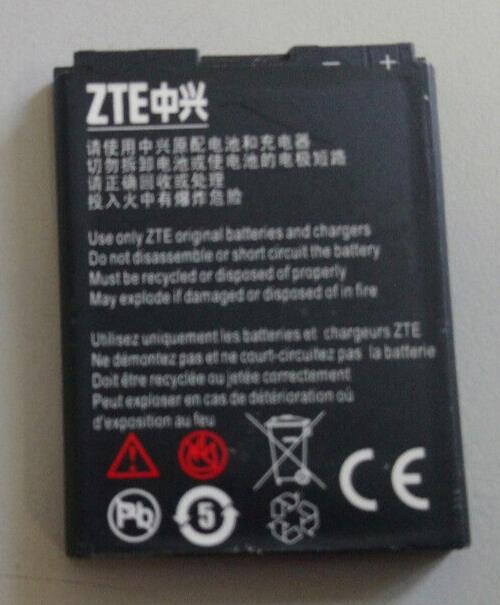 − +
ZTE中兴
请使用中兴原配电池和充电器
切勿拆卸电池或使电池的电极短路
请正确回收或处理
投入火中有爆炸危险
Use only ZTE original batteries and chargers
Do not disassemble or short circuit the battery
Must be recycled or disposed of properly
May explode if damaged or disposed of in fire
Utilisez uniquement les batteries et chargeurs ZTE
Ne démontez pas et ne court-circuitez pas la batterie
Doit être recyclée ou jetée correctement
Peut exploser en cas de détérioration où
d'exposition au feu
Pb 5 CE